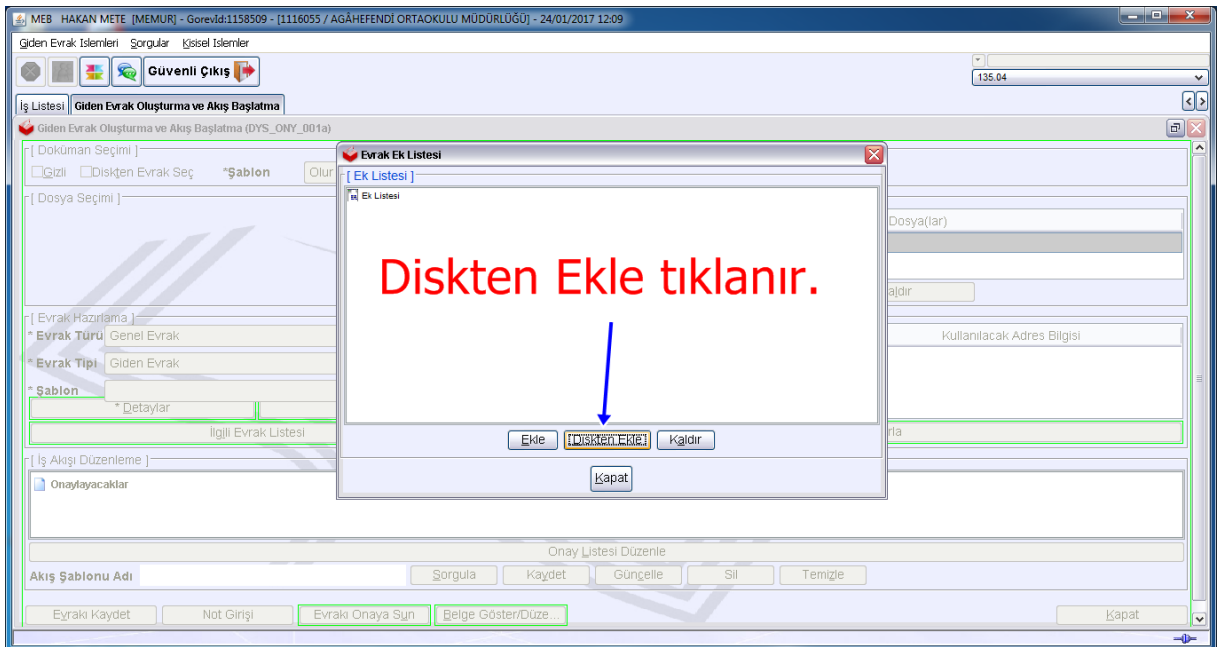 MEB HAKAN METE [MEMUR] - GorevId:1158509 - [1116055 / AGÂHEFENDİ ORTAOKULU MÜDÜRLÜĞÜ] - 24/01/2017 12:09
Giden Evrak Islemleri Sorgular Kisisel Islemler
Güvenli Çıkış
135.04
İş Listesi Giden Evrak Oluşturma ve Akış Başlatma
Giden Evrak Oluşturma ve Akış Başlatma (DYS_ONY_001a)
[ Doküman Seçimi ]
Gizli Diskten Evrak Seç *Şablon Olur
[ Dosya Seçimi ]
Dosya(lar)
aldır
Evrak Ek Listesi
[ Ek Listesi ]
Ek Listesi
Diskten Ekle tıklanır.
Ekle Diskten Ekle Kaldır
Kapat
[ Evrak Hazırlama ]
* Evrak Türü Genel Evrak
Kullanılacak Adres Bilgisi
* Evrak Tipi Giden Evrak
* Şablon
* Detaylar
İlgili Evrak Listesi
rla
[ İş Akışı Düzenleme ]
Onaylayacaklar
Onay Listesi Düzenle
Akış Şablonu Adı Sorgula Kaydet Güncelle Sil Temizle
Evrakı Kaydet Not Girişi Evrakı Onaya Sun Belge Göster/Düze... Kapat